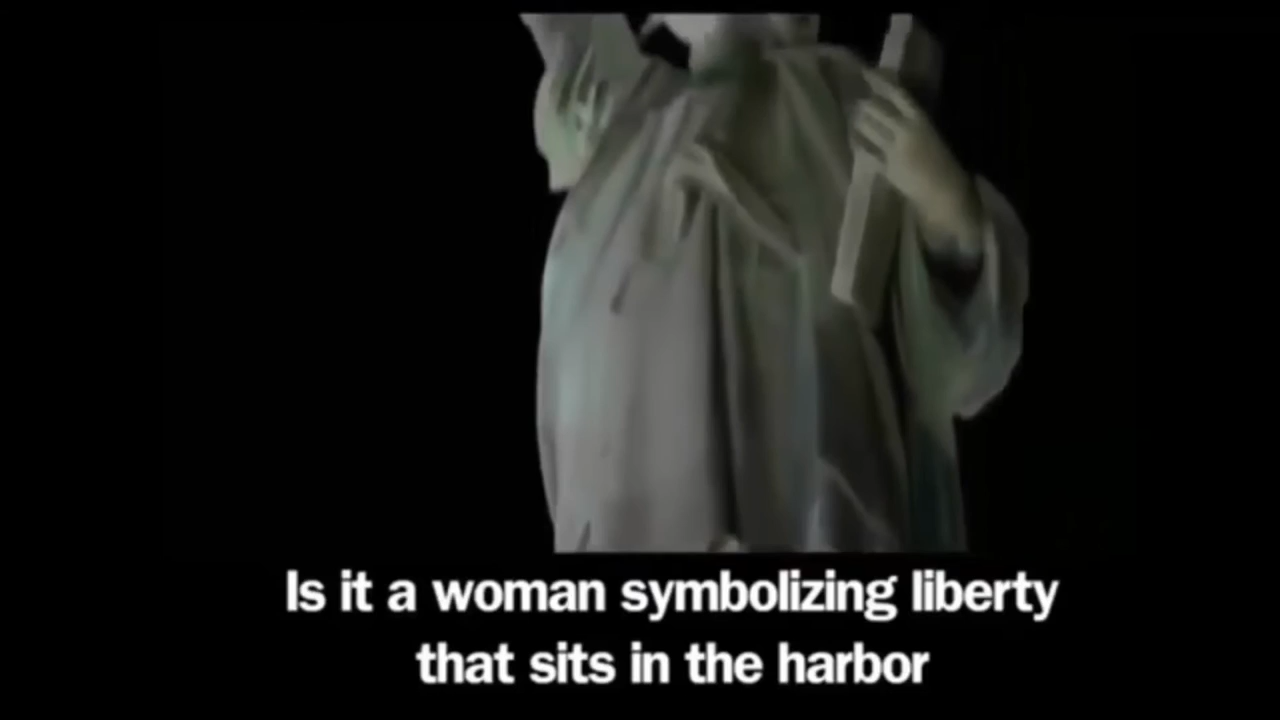 Is it a woman symbolizing liberty
that sits in the harbor